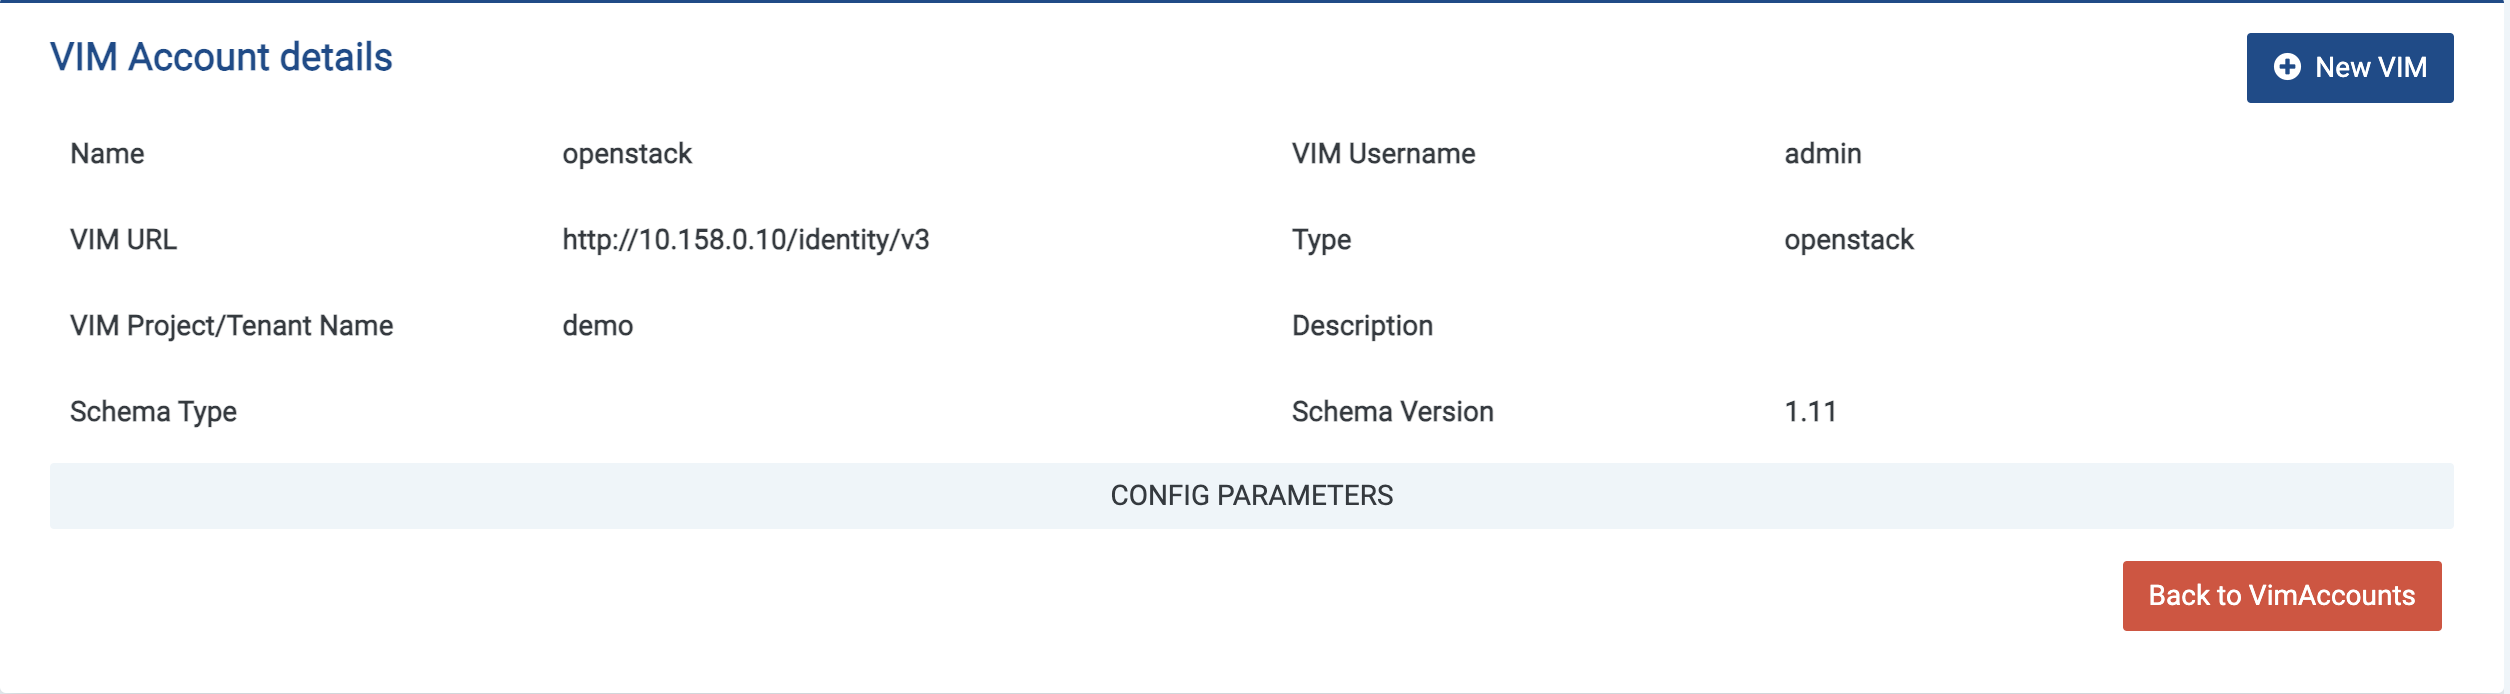 VIM Account details
New VIM
Name openstack VIM Username admin
VIM URL http://10.158.0.10/identity/v3 Type openstack
VIM Project/Tenant Name demo Description
Schema Type Schema Version 1.11
CONFIG PARAMETERS
Back to VimAccounts